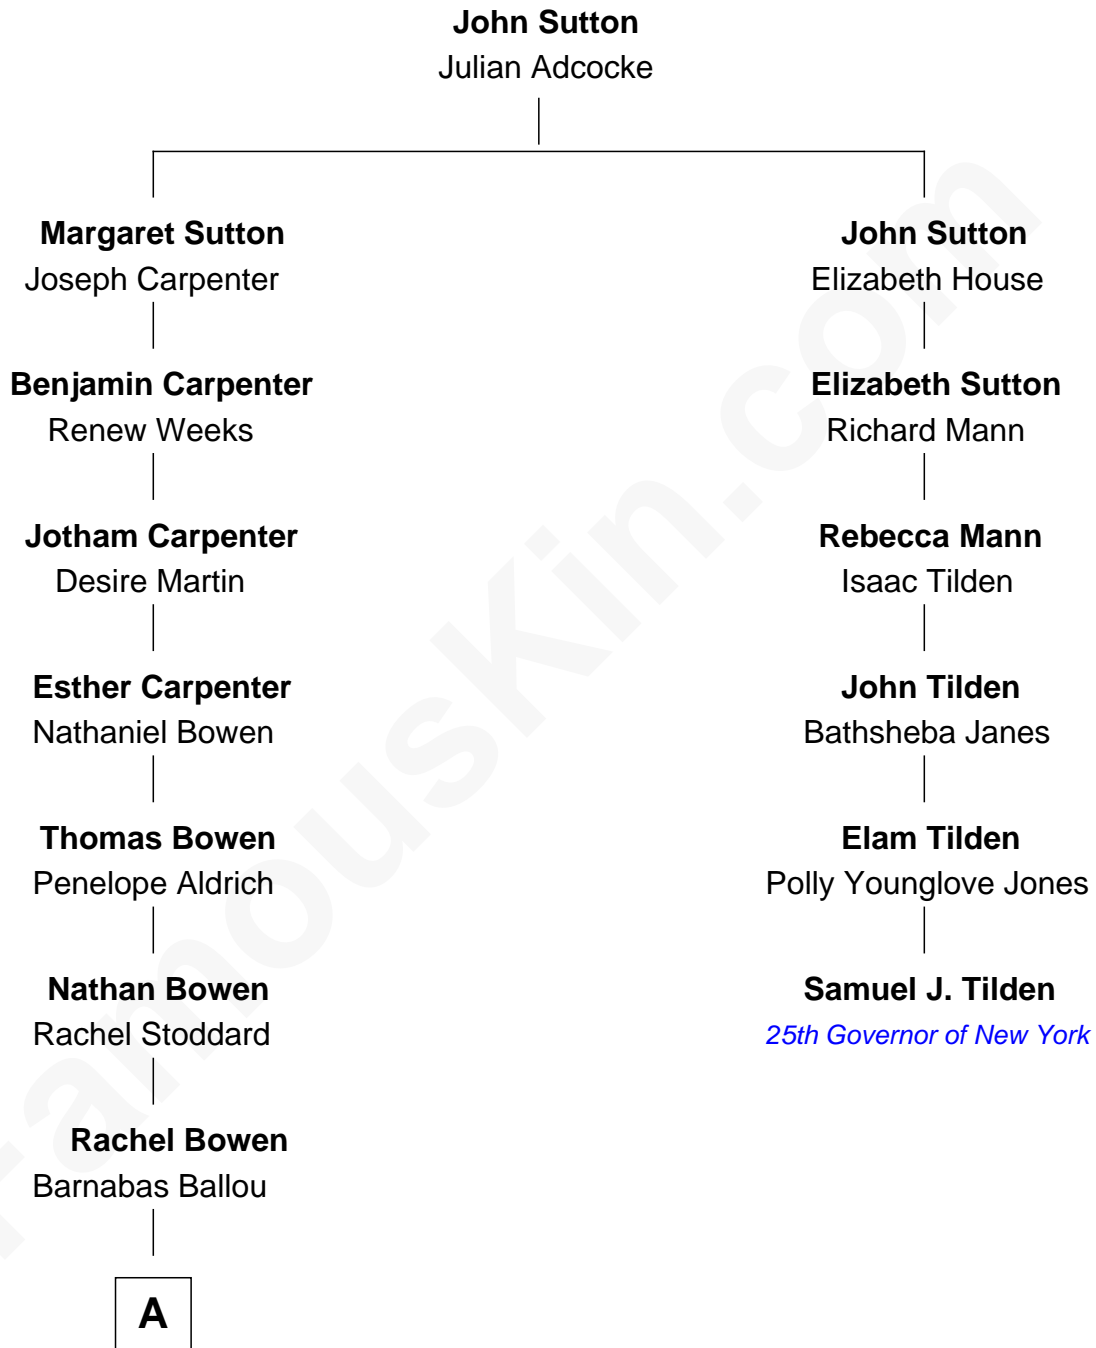 John Sutton
Julian Adcocke
Margaret Sutton
Joseph Carpenter
John Sutton
Elizabeth House
Benjamin Carpenter
Renew Weeks
Elizabeth Sutton
Richard Mann
Jotham Carpenter
Desire Martin
Rebecca Mann
Isaac Tilden
Esther Carpenter
Nathaniel Bowen
John Tilden
Bathsheba Janes
Thomas Bowen
Penelope Aldrich
Elam Tilden
Polly Younglove Jones
Nathan Bowen
Rachel Stoddard
Samuel J. Tilden
25th Governor of New York
Rachel Bowen
Barnabas Ballou
A
FamousKin.com